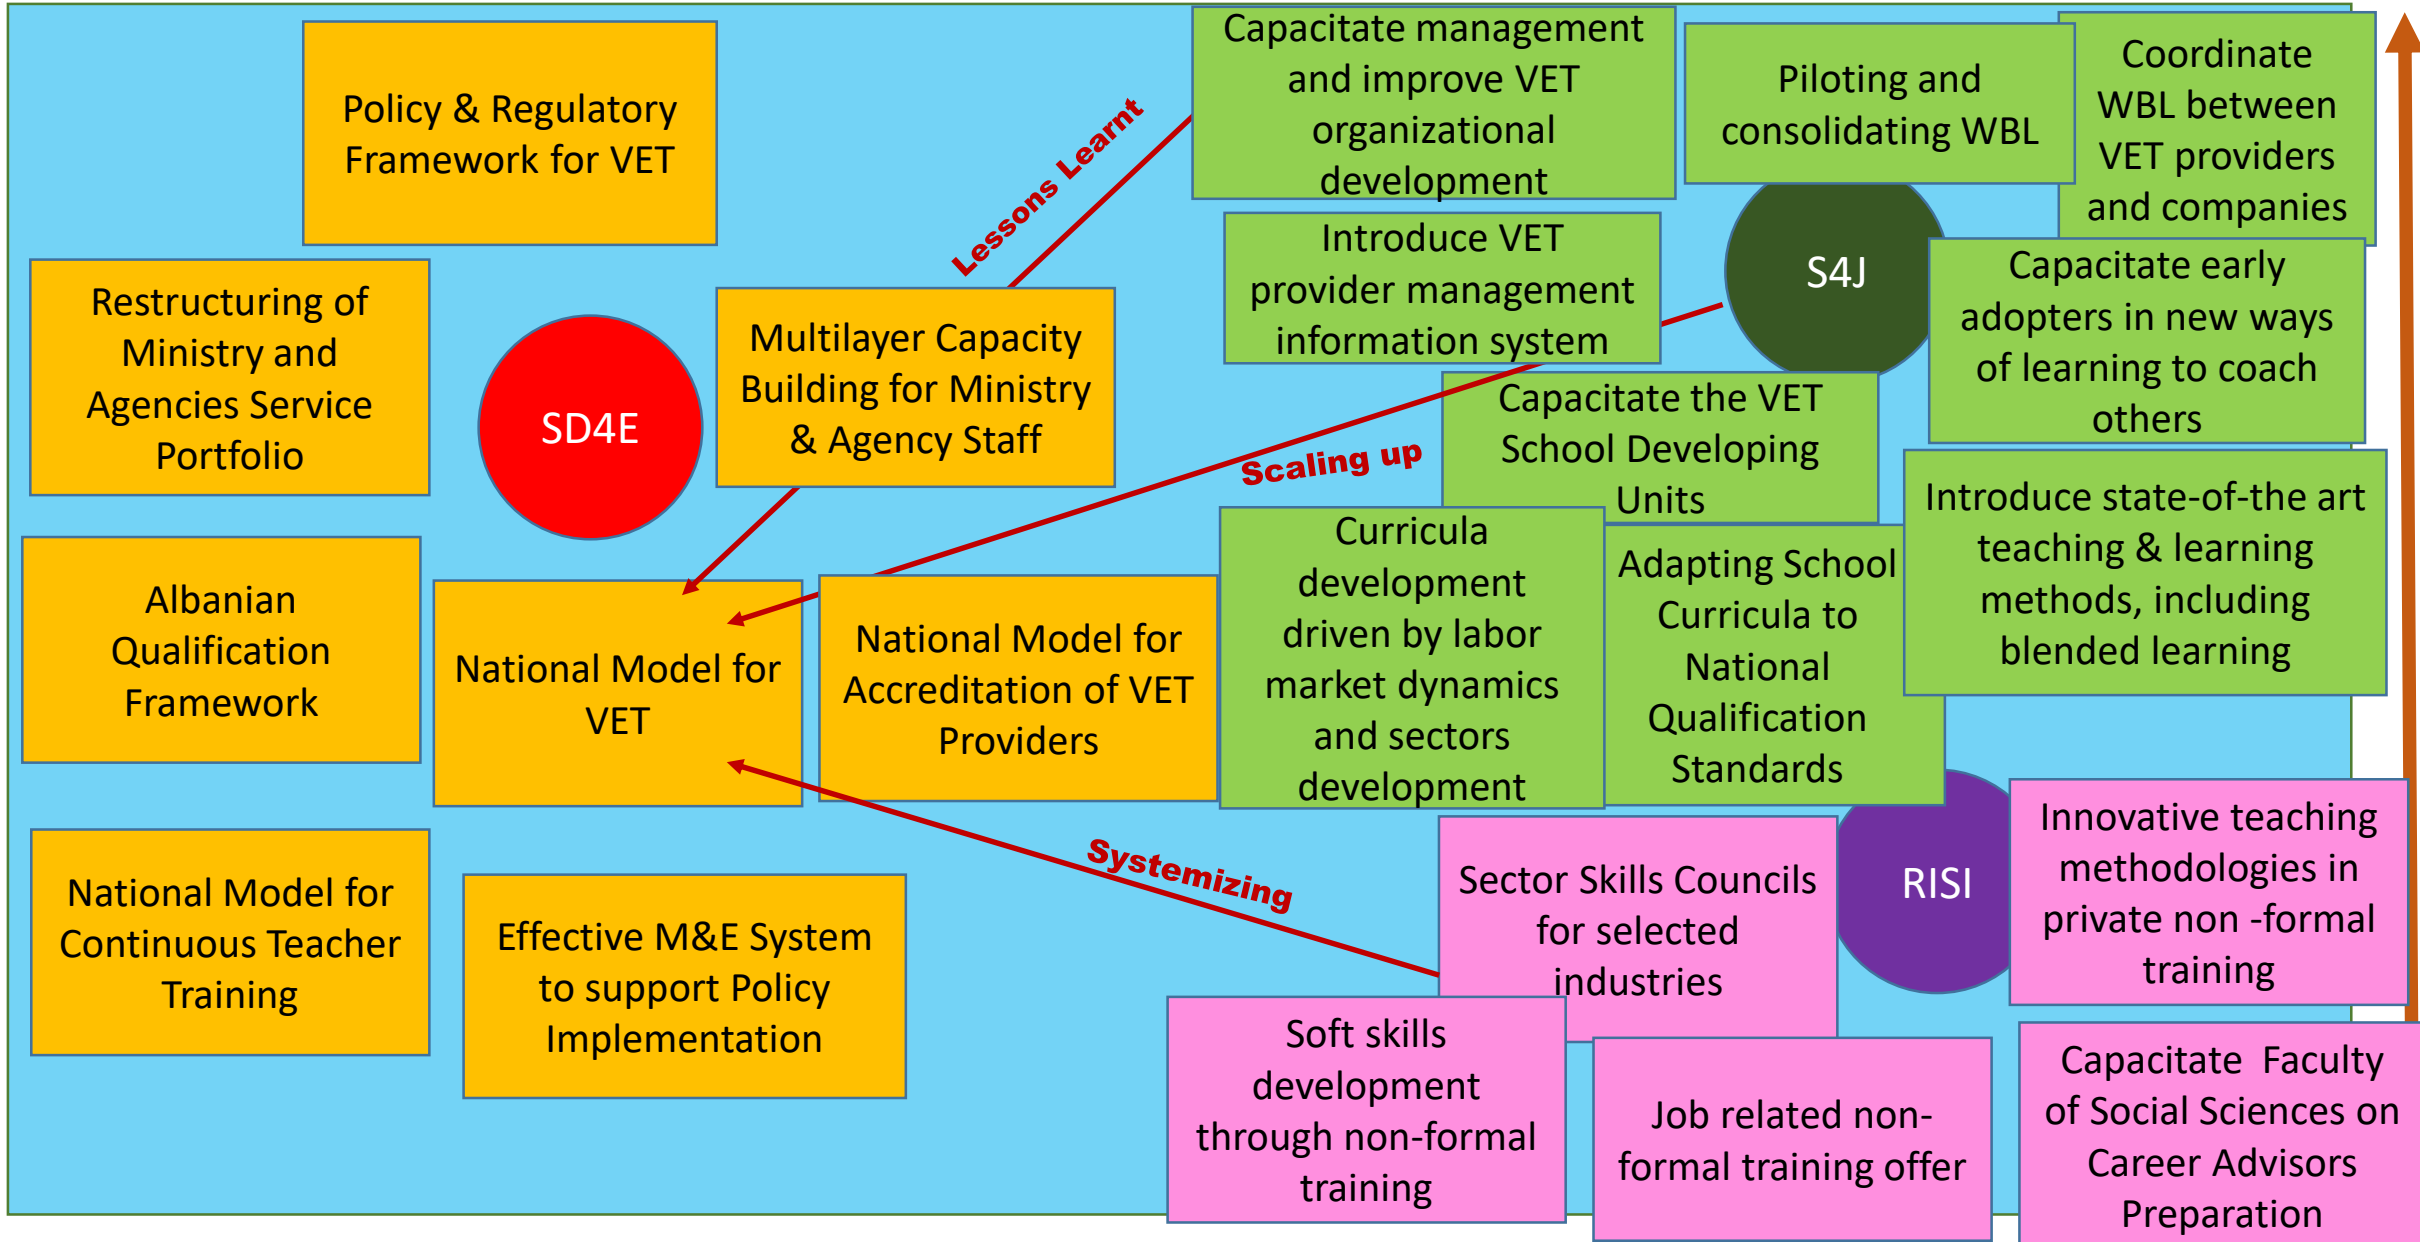 Policy & Regulatory
Framework for VET
Restructuring of
Ministry and
Agencies Service
Portfolio
SD4E
Multilayer Capacity
Building for Ministry
& Agency Staff
Albanian
Qualification
Framework
National Model for
VET
National Model for
Accreditation of VET
Providers
National Model for
Continuous Teacher
Training
Effective M&E System
to support Policy
Implementation
Lessons Learnt
Scaling up
Systemizing
Capacitate management
and improve VET
organizational
development
Piloting and
consolidating WBL
Coordinate
WBL between
VET providers
and companies
Introduce VET
provider management
information system
S4J
Capacitate early
adopters in new ways
of learning to coach
others
Capacitate the VET
School Developing
Units
Introduce state-of-the art
teaching & learning
methods, including
blended learning
Curricula
development
driven by labor
market dynamics
and sectors
development
Adapting School
Curricula to
National
Qualification
Standards
Sector Skills Councils
for selected
industries
RISI
Innovative teaching
methodologies in
private non -formal
training
Soft skills
development
through non-formal
training
Job related non-
formal training offer
Capacitate  Faculty
of Social Sciences on
Career Advisors
Preparation